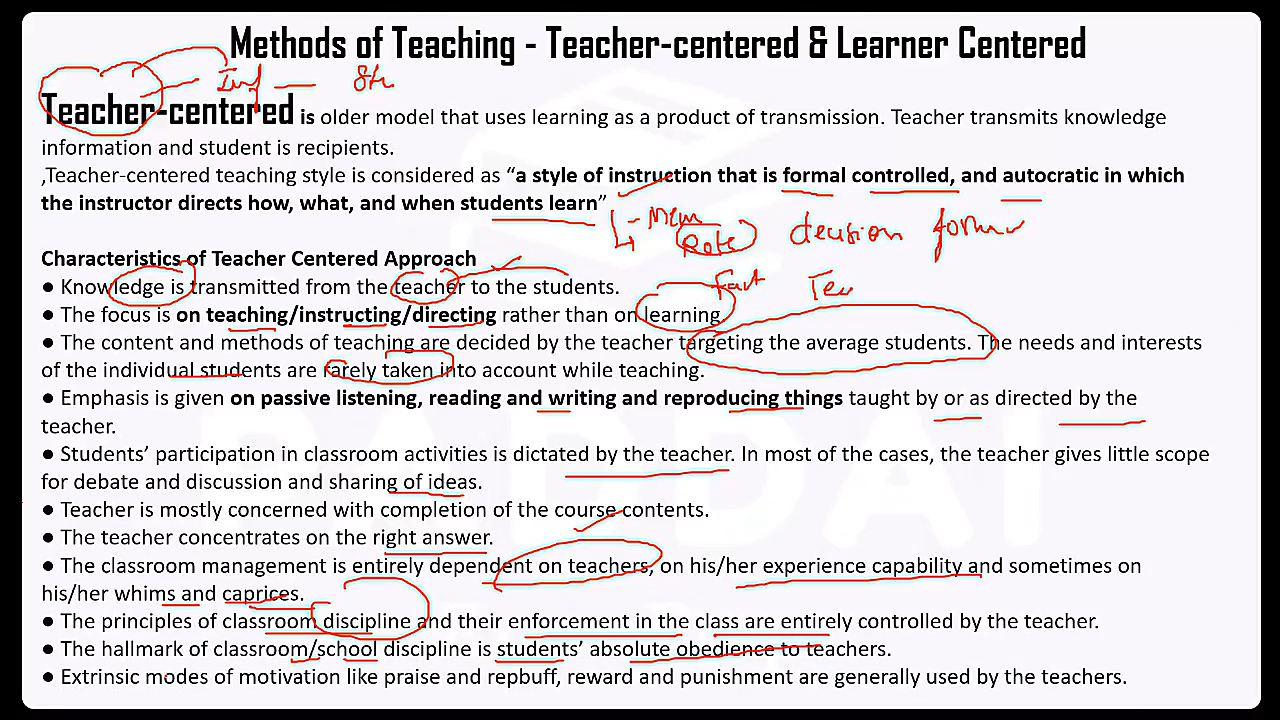 Methods of Teaching - Teacher-centered & Learner Centered
Inf — Stu
Teacher-centered is older model that uses learning as a product of transmission. Teacher transmits knowledge
information and student is recipients.
,Teacher-centered teaching style is considered as “a style of instruction that is formal controlled, and autocratic in which
the instructor directs how, what, and when students learn”
- Mem
Rote decision former
Characteristics of Teacher Centered Approach
Fact Tea
● Knowledge is transmitted from the teacher to the students.
● The focus is on teaching/instructing/directing rather than on learning.
● The content and methods of teaching are decided by the teacher targeting the average students. The needs and interests
of the individual students are rarely taken into account while teaching.
● Emphasis is given on passive listening, reading and writing and reproducing things taught by or as directed by the
teacher.
● Students’ participation in classroom activities is dictated by the teacher. In most of the cases, the teacher gives little scope
for debate and discussion and sharing of ideas.
● Teacher is mostly concerned with completion of the course contents.
● The teacher concentrates on the right answer.
● The classroom management is entirely dependent on teachers, on his/her experience capability and sometimes on
his/her whims and caprices.
● The principles of classroom discipline and their enforcement in the class are entirely controlled by the teacher.
● The hallmark of classroom/school discipline is students’ absolute obedience to teachers.
● Extrinsic modes of motivation like praise and repbuff, reward and punishment are generally used by the teachers.